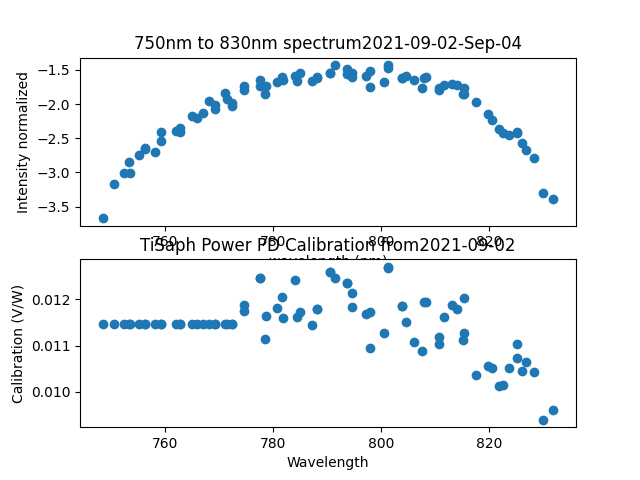 750nm to 830nm spectrum2021-09-02-Sep-04
Intensity normalized
−1.5
−2.0
−2.5
−3.0
−3.5
760 780 800 820
wavelength (nm)
TiSaph Power PD Calibration from2021-09-02
Calibration (V/W)
0.012
0.011
0.010
760 780 800 820
Wavelength